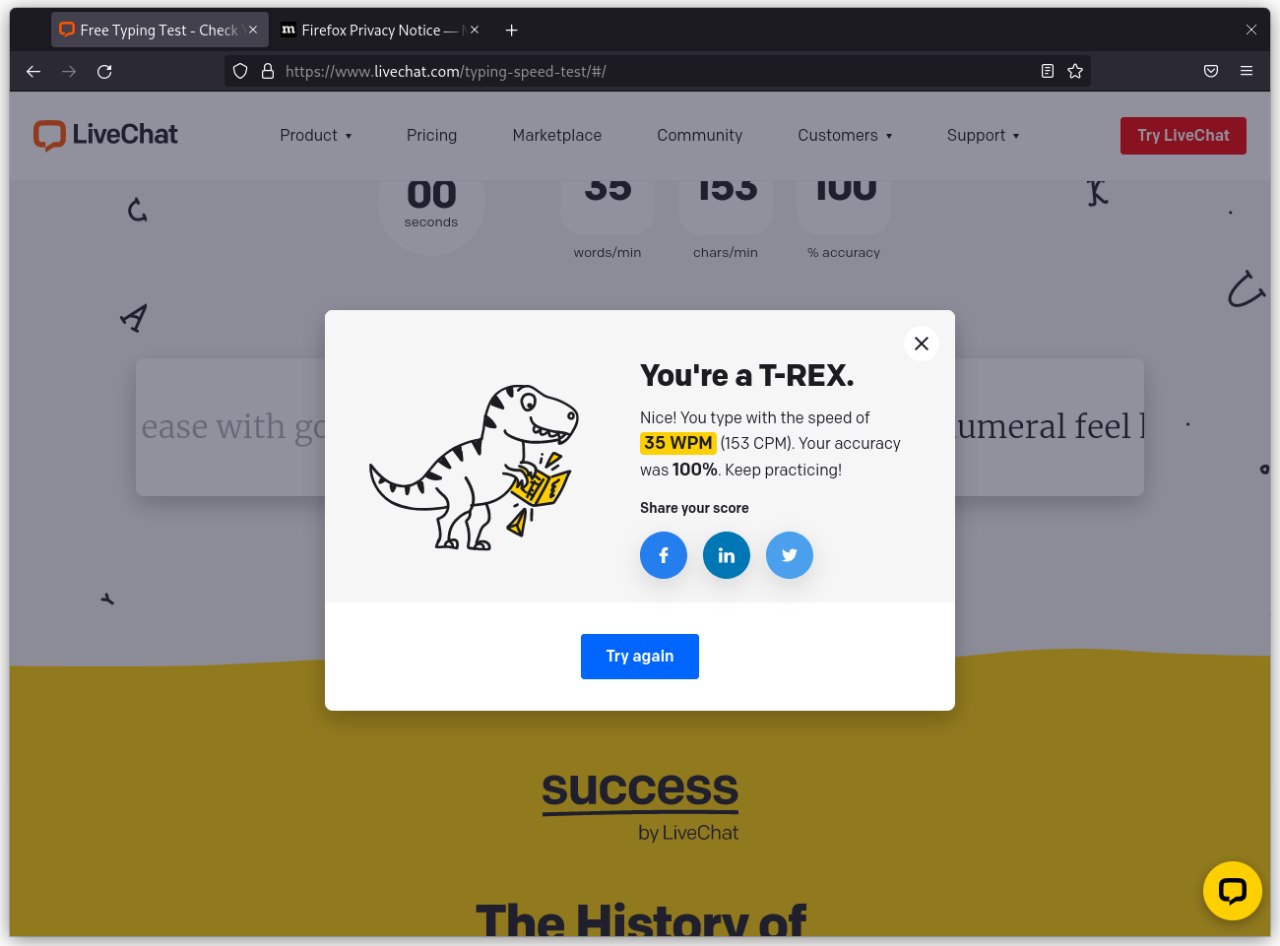 Free Typing Test - Check
Firefox Privacy Notice —
https://www.livechat.com/typing-speed-test/#/
LiveChat
Product
Pricing
Marketplace
Community
Customers
Support
Try LiveChat
00
seconds
35
words/min
153
chars/min
100
% accuracy
ease with
umeral feel
You're a T-REX.
Nice! You type with the speed of
35 WPM (153 CPM). Your accuracy
was 100%. Keep practicing!
Share your score
f
in
Try again
success
by LiveChat
The History of